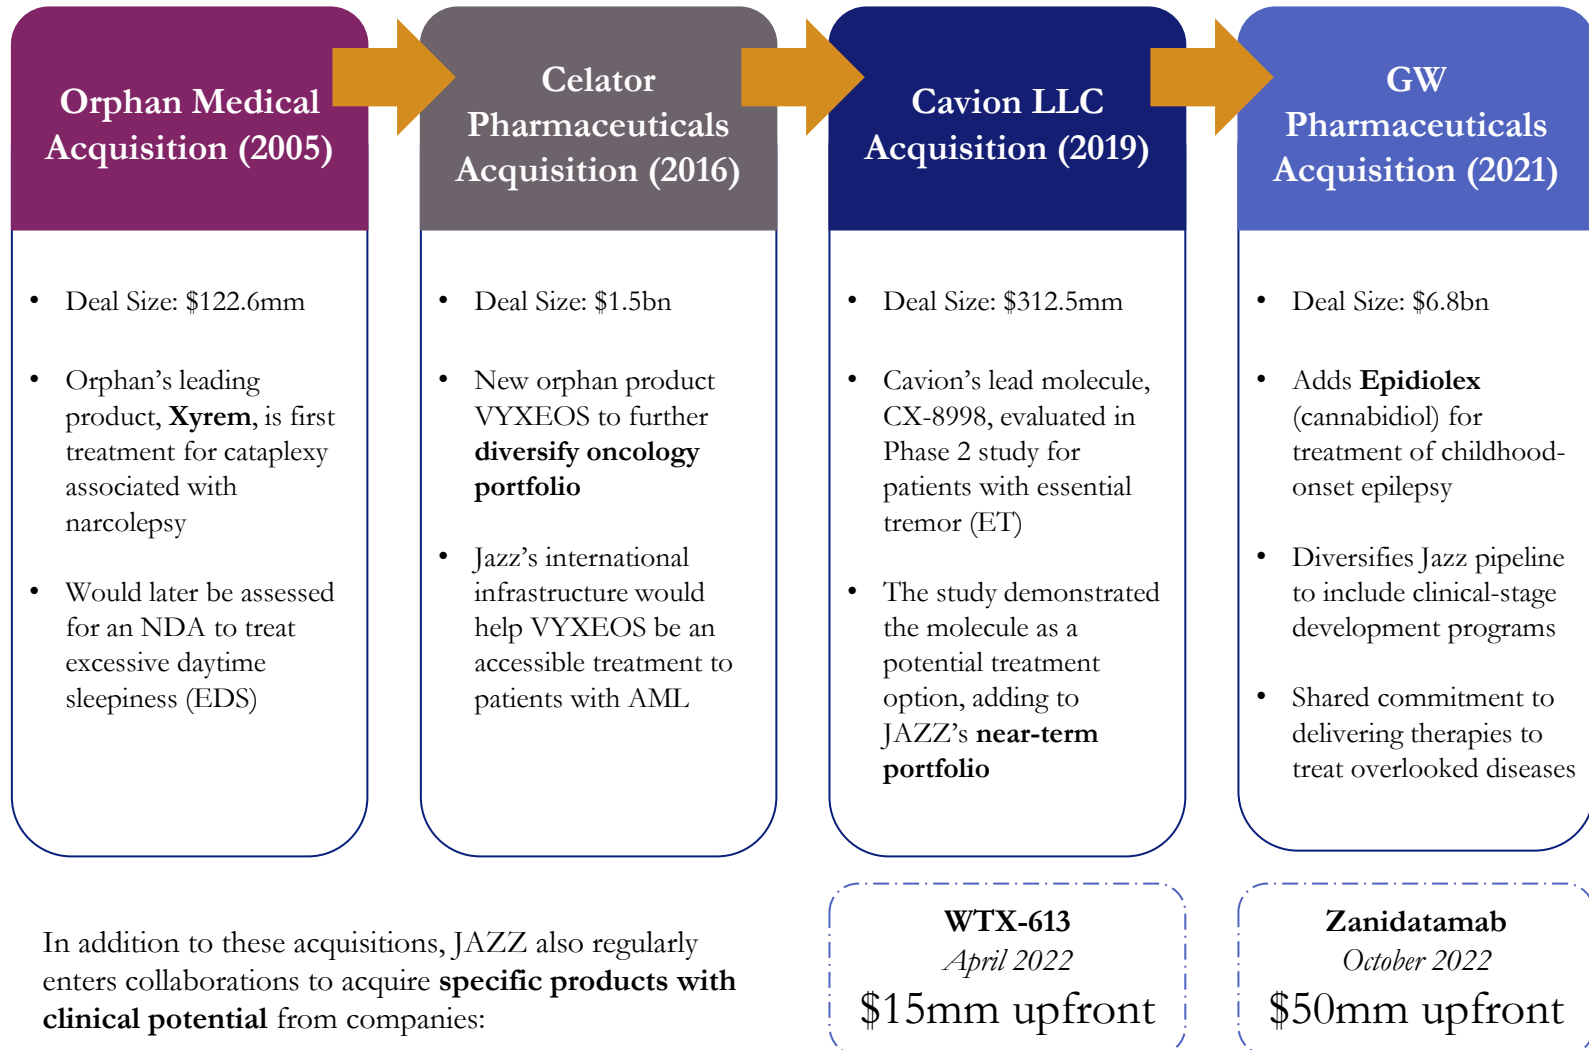 Orphan Medical
Acquisition (2005)
• Deal Size: $122.6mm
• Orphan’s leading
product, Xyrem, is first
treatment for cataplexy
associated with
narcolepsy
• Would later be assessed
for an NDA to treat
excessive daytime
sleepiness (EDS)
Celator
Pharmaceuticals
Acquisition (2016)
• Deal Size: $1.5bn
• New orphan product
VYXEOS to further
diversify oncology
portfolio
• Jazz’s international
infrastructure would
help VYXEOS be an
accessible treatment to
patients with AML
Cavion LLC
Acquisition (2019)
• Deal Size: $312.5mm
• Cavion’s lead molecule,
CX-8998, evaluated in
Phase 2 study for
patients with essential
tremor (ET)
• The study demonstrated
the molecule as a
potential treatment
option, adding to
JAZZ’s near-term
portfolio
GW
Pharmaceuticals
Acquisition (2021)
• Deal Size: $6.8bn
• Adds Epidiolex
(cannabidiol) for
treatment of childhood-
onset epilepsy
• Diversifies Jazz pipeline
to include clinical-stage
development programs
• Shared commitment to
delivering therapies to
treat overlooked diseases
In addition to these acquisitions, JAZZ also regularly
enters collaborations to acquire specific products with
clinical potential from companies:
WTX-613
April 2022
$15mm upfront
Zanidatamab
October 2022
$50mm upfront